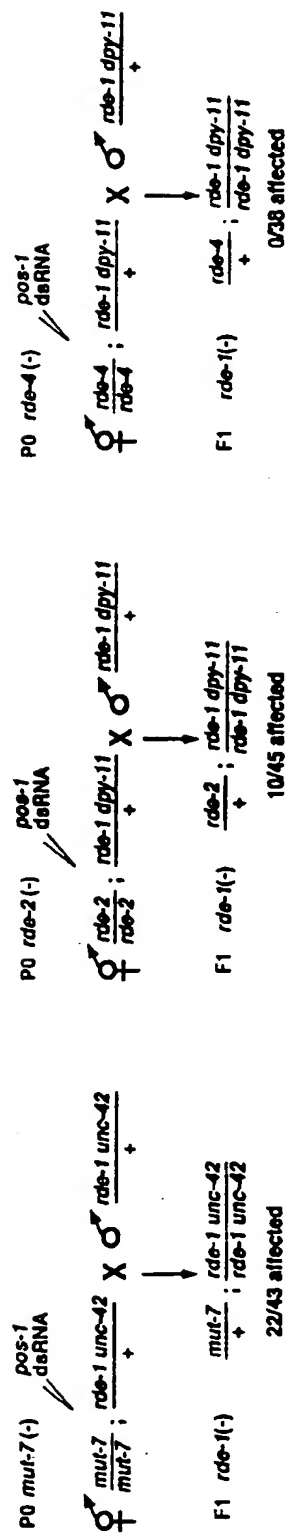 P0 mut-7 (-)
pos-1
dsRNA
mut-7
mut-7
;
rde-1 unc-42
+
X
rde-1 unc-42
+
F1 rde-1(-)
mut-7
+
;
rde-1 unc-42
rde-1 unc-42
22/43 affected
P0 rde-2 (-)
pos-1
dsRNA
rde-2
rde-2
;
rde-1 dpy-11
+
X
rde-1 dpy-11
+
F1 rde-1(-)
rde-2
+
;
rde-1 dpy-11
rde-1 dpy-11
10/45 affected
P0 rde-4 (-)
pos-1
dsRNA
rde-4
rde-4
;
rde-1 dpy-11
+
X
rde-1 dpy-11
+
F1 rde-1(-)
rde-4
+
;
rde-1 dpy-11
rde-1 dpy-11
0/38 affected